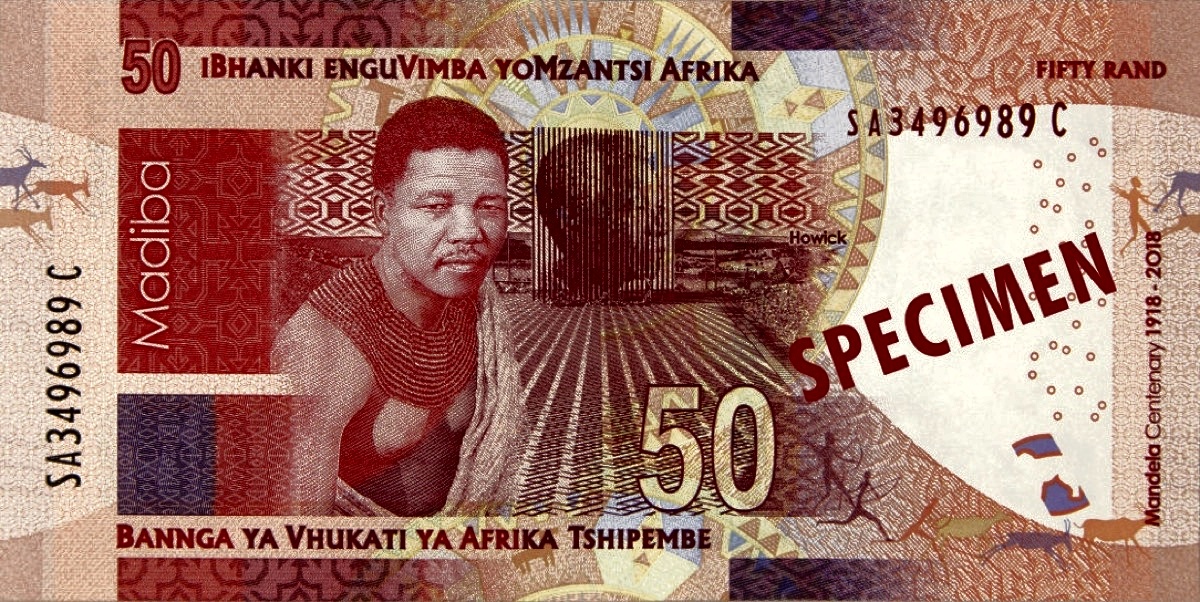 50 iBHANKI ENGUVIMBA YOMZANTSI AFRIKA
FIFTY RAND
SA3496989 C
Madiba
Howick
SA3496989 C
SPECIMEN
Mandela Centenary 1918 - 2018
50
BANNGA YA VHUKATI YA AFRIKA TSHIPEMBE